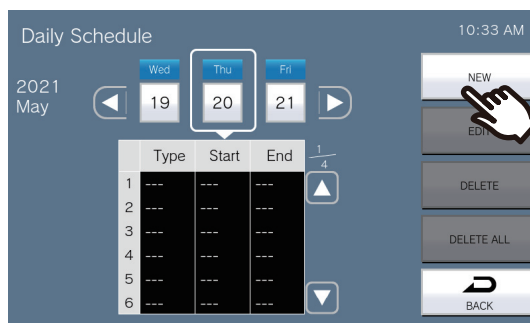 Daily Schedule
10:33 AM
2021
May
Wed
Thu
Fri
19
20
21
NEW
EDIT
DELETE
DELETE ALL
BACK
Type Start End
1
4
1 --- --- ---
2 --- --- ---
3 --- --- ---
4 --- --- ---
5 --- --- ---
6 --- --- ---